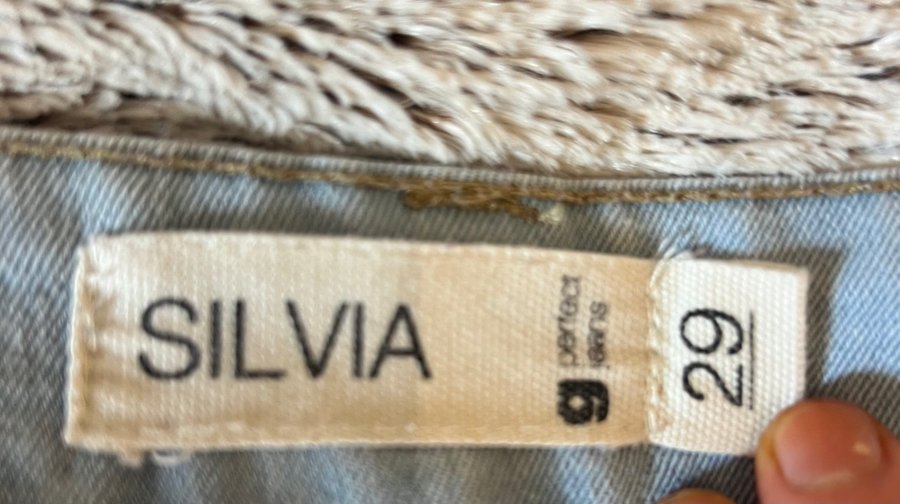 SILVIA
g
perfect
jeans
29